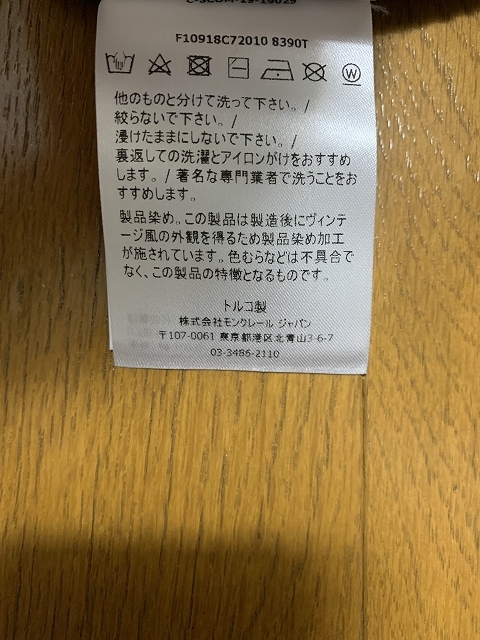 F10918C72010 8390T
他のものと分けて洗って下さい。/
絞らないで下さい。/
浸けたままにしないで下さい。/
裏返しての洗濯とアイロンがけをおすすめ
します。/ 著名な専門業者で洗うことをお
すすめします。
製品染め。この製品は製造後にヴィンテ
ージ風の外観を得るため製品染め加工
が施されています。色むらなどは不具合で
なく、この製品の特徴となるものです。
トルコ製
株式会社モンクレール ジャパン
〒107-0061 東京都港区北青山3-6-7
03-3486-2110